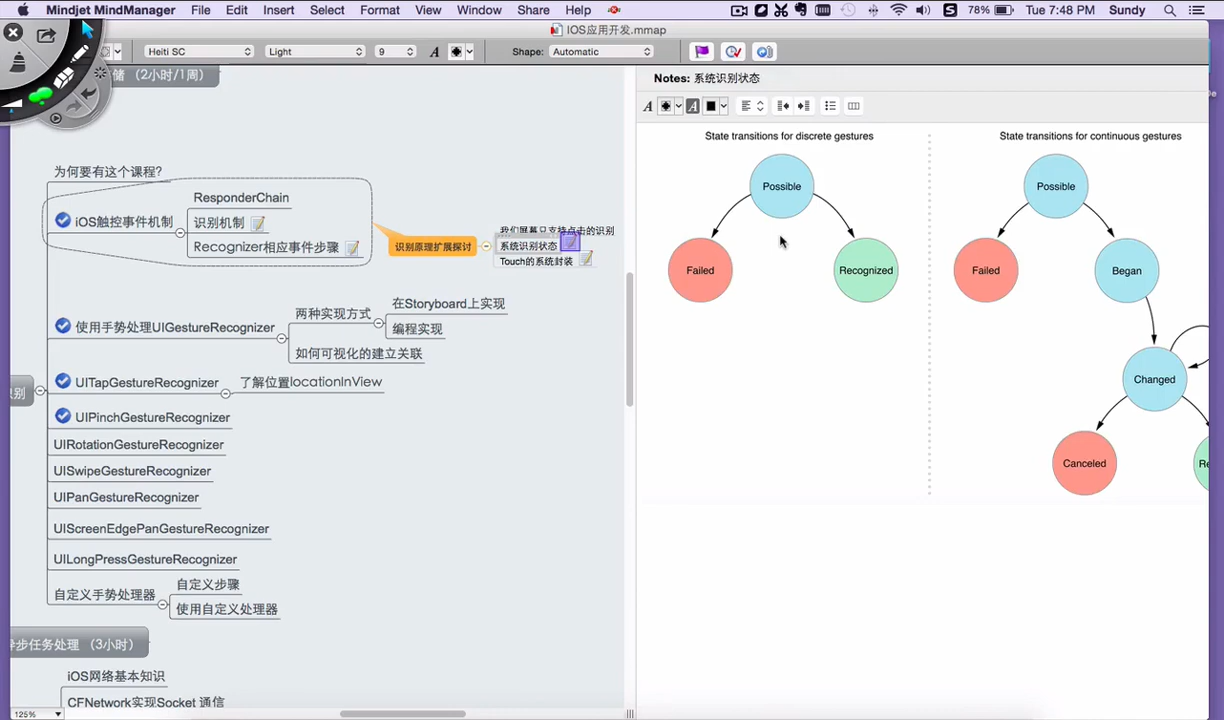 Mindjet MindManager File Edit Insert Select Format View Window Share Help 78% Tue 7:48 PM Sundy
IOS应用开发.mmap
Heiti SC Light 9 A Shape: Automatic
储 （2小时/1周）
Notes: 系统识别状态
State transitions for discrete gestures
State transitions for continuous gestures
为何要有这个课程?
iOS触控事件机制
ResponderChain
识别机制
Recognizer相应事件步骤
识别原理扩展探讨
我们屏幕只支持点击的识别
系统识别状态
Touch的系统封装
使用手势处理UIGestureRecognizer
两种实现方式
在Storyboard上实现
编程实现
如何可视化的建立关联
UITapGestureRecognizer
了解位置locationInView
别
UIPinchGestureRecognizer
UIRotationGestureRecognizer
UISwipeGestureRecognizer
UIPanGestureRecognizer
UIScreenEdgePanGestureRecognizer
UILongPressGestureRecognizer
自定义手势处理器
自定义步骤
使用自定义处理器
步任务处理 （3小时）
iOS网络基本知识
CFNetwork实现Socket 通信
125%
Possible
Failed
Recognized
Possible
Failed
Began
Changed
Canceled
Re